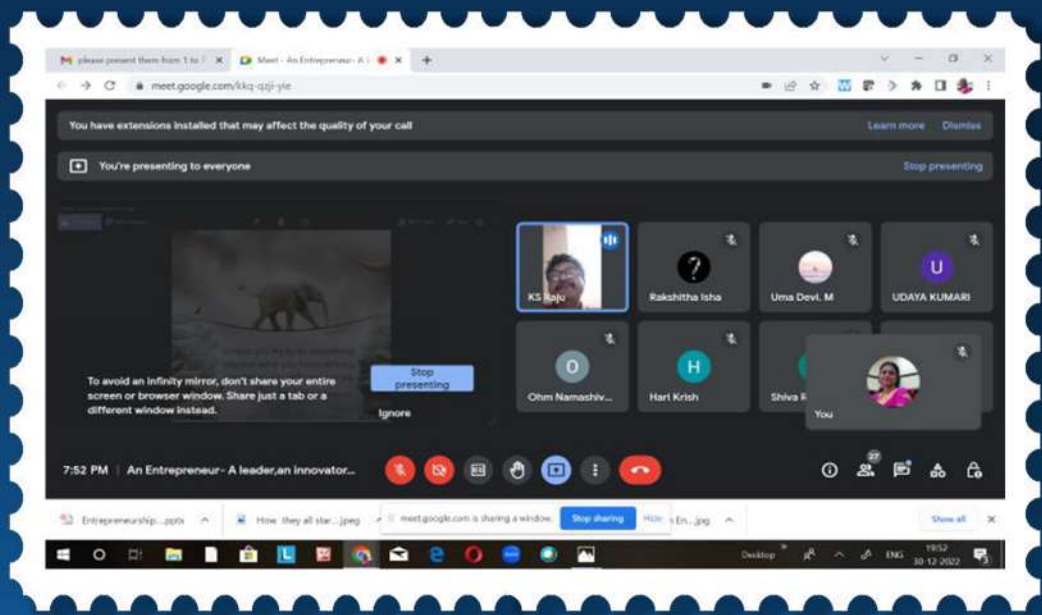 please present them from 1 to 7
Meet - An Entrepreneur- A l
meet.google.com/kkq-qzji-yie
You have extensions installed that may affect the quality of your call
Learn more Dismiss
You're presenting to everyone
Stop presenting
KS Raju
Rakshitha Isha
Uma Devi. M
U
UDAYA KUMARI
To avoid an infinity mirror, don't share your entire
screen or browser window. Share just a tab or a
different window instead.
Stop
presenting
Ignore
O
Ohm Namashiv...
H
Hari Krish
Shiva R
You
7:52 PM | An Entrepreneur- A leader,an innovator...
27
Entrepreneurship....pptx
How they all star...jpeg
meet.google.com is sharing a window.
Stop sharing
Hide
En...jpg
Show all
Desktop
ENG
19:52
30-12-2022
3